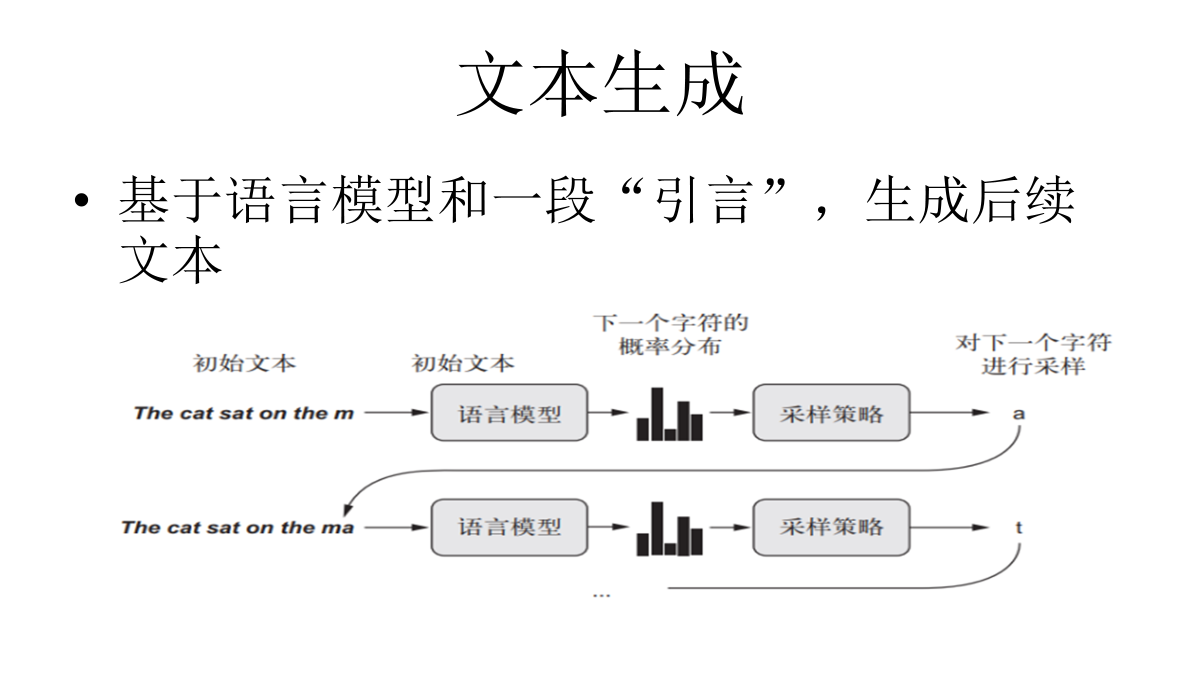 文本生成
• 基于语言模型和一段“引言”，生成后续
文本
下一个字符的
概率分布
对下一个字符
进行采样
初始文本
初始文本
The cat sat on the m
语言模型
采样策略
a
The cat sat on the ma
语言模型
采样策略
t
...